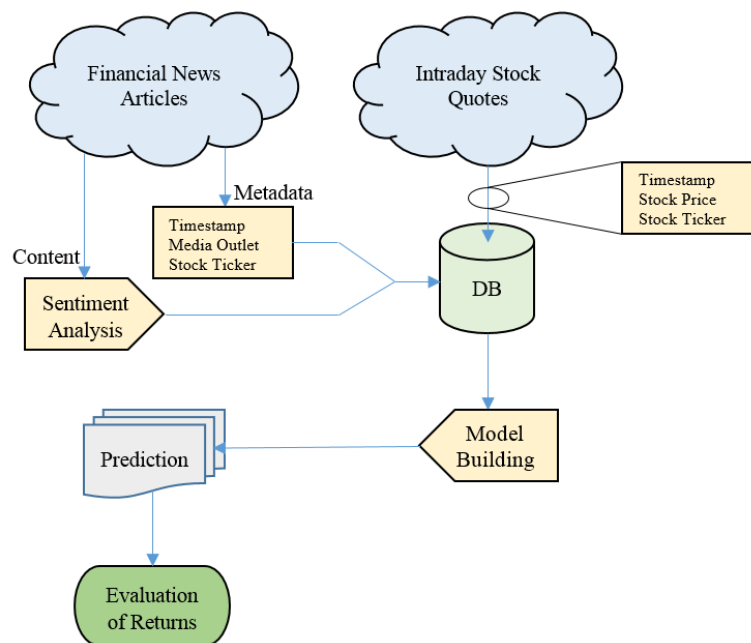 Financial News
Articles
Intraday Stock
Quotes
Metadata
Timestamp
Media Outlet
Stock Ticker
Timestamp
Stock Price
Stock Ticker
Content
Sentiment
Analysis
DB
Prediction
Model
Building
Evaluation
of Returns